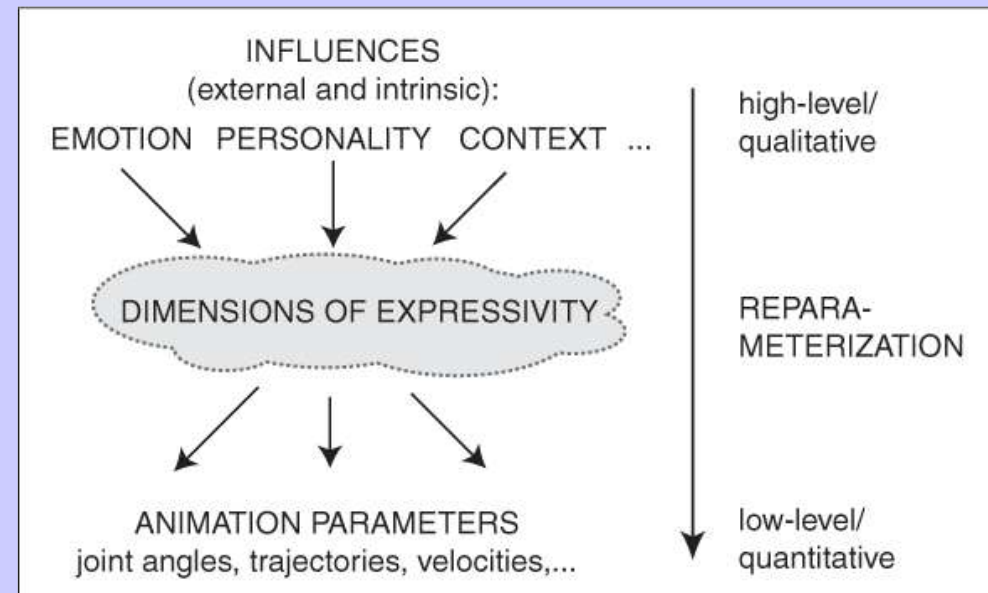 INFLUENCES
(external and intrinsic):
EMOTION PERSONALITY CONTEXT ...
DIMENSIONS OF EXPRESSIVITY
ANIMATION PARAMETERS
joint angles, trajectories, velocities,...
high-level/
qualitative
REPARA-
METERIZATION
low-level/
quantitative